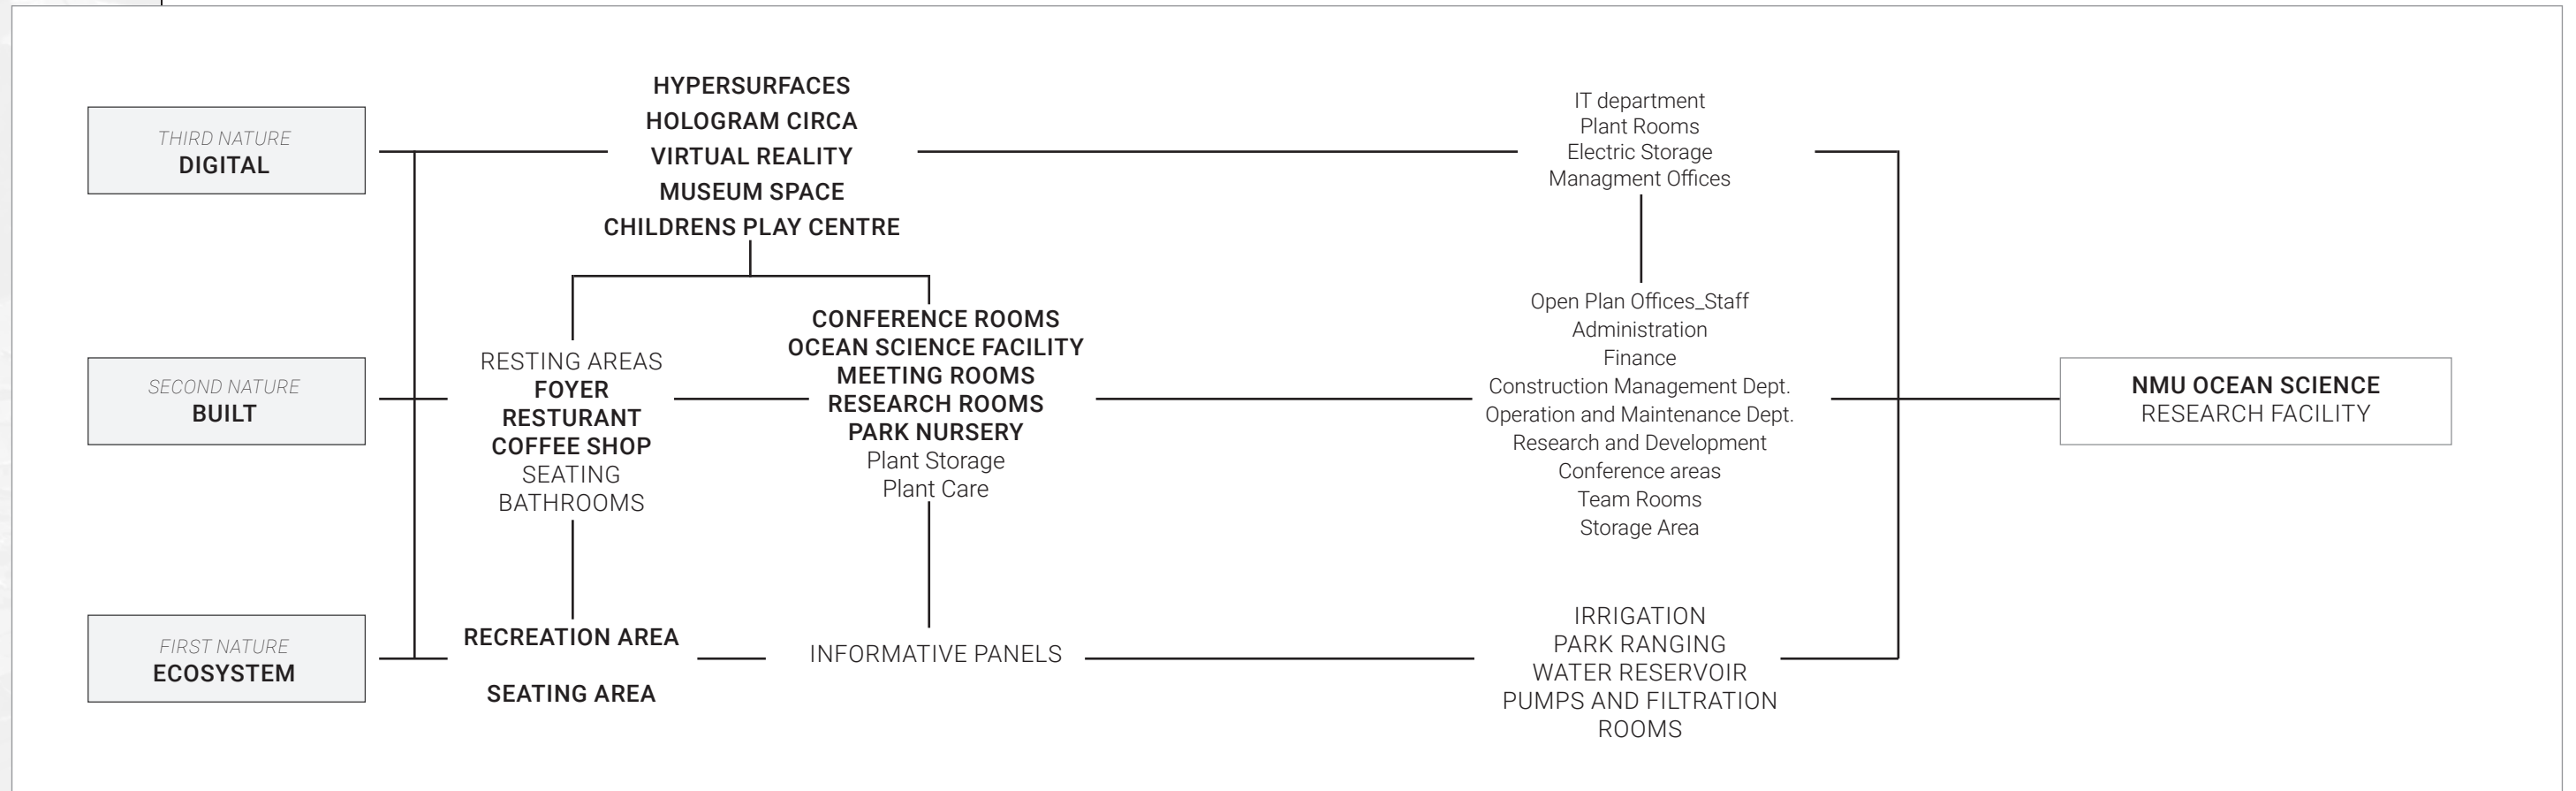 THIRD NATURE
DIGITAL
HYPERSURFACES
HOLOGRAM CIRCA
VIRTUAL REALITY
MUSEUM SPACE
CHILDRENS PLAY CENTRE
IT department
Plant Rooms
Electric Storage
Managment Offices
SECOND NATURE
BUILT
RESTING AREAS
FOYER
RESTURANT
COFFEE SHOP
SEATING
BATHROOMS
CONFERENCE ROOMS
OCEAN SCIENCE FACILITY
MEETING ROOMS
RESEARCH ROOMS
PARK NURSERY
Plant Storage
Plant Care
Open Plan Offices_Staff
Administration
Finance
Construction Management Dept.
Operation and Maintenance Dept.
Research and Development
Conference areas
Team Rooms
Storage Area
NMU OCEAN SCIENCE
RESEARCH FACILITY
FIRST NATURE
ECOSYSTEM
RECREATION AREA
SEATING AREA
INFORMATIVE PANELS
IRRIGATION
PARK RANGING
WATER RESERVOIR
PUMPS AND FILTRATION
ROOMS